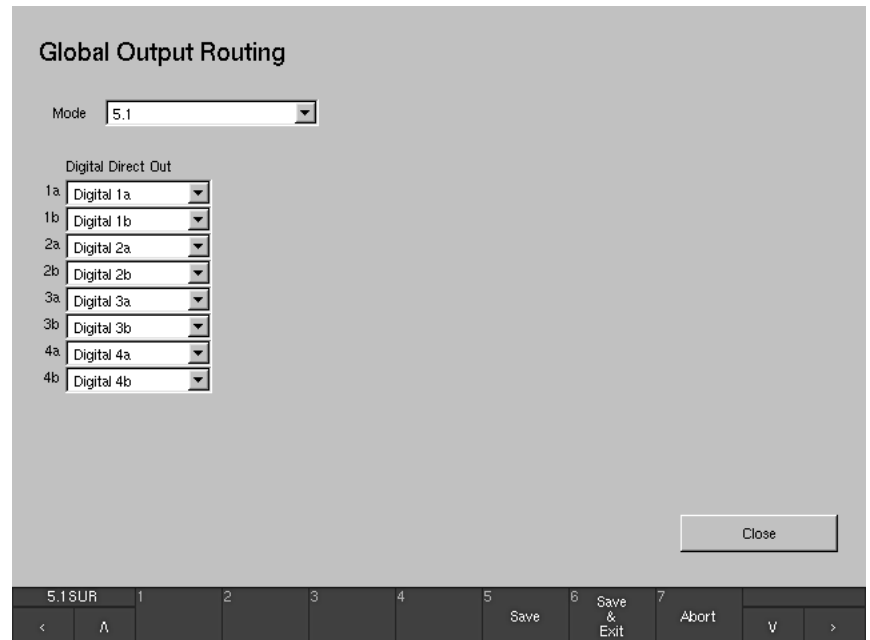 Global Output Routing
Mode 5.1
Digital Direct Out
1a Digital 1a
1b Digital 1b
2a Digital 2a
2b Digital 2b
3a Digital 3a
3b Digital 3b
4a Digital 4a
4b Digital 4b
Close
5.1SUR 1 2 3 4 5 6 7
Save
Save
&
Exit
Abort
< Λ V >